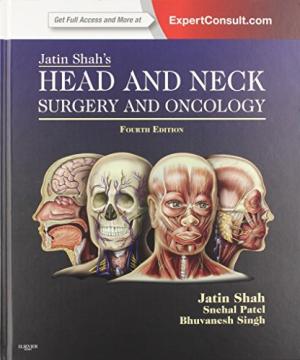 Get Full Access and More at
ExpertConsult.com
Jatin Shah's
HEAD AND NECK
SURGERY AND ONCOLOGY
FOURTH EDITION
Jatin Shah
Snehal Patel
Bhuvanesh Singh
ELSEVIER